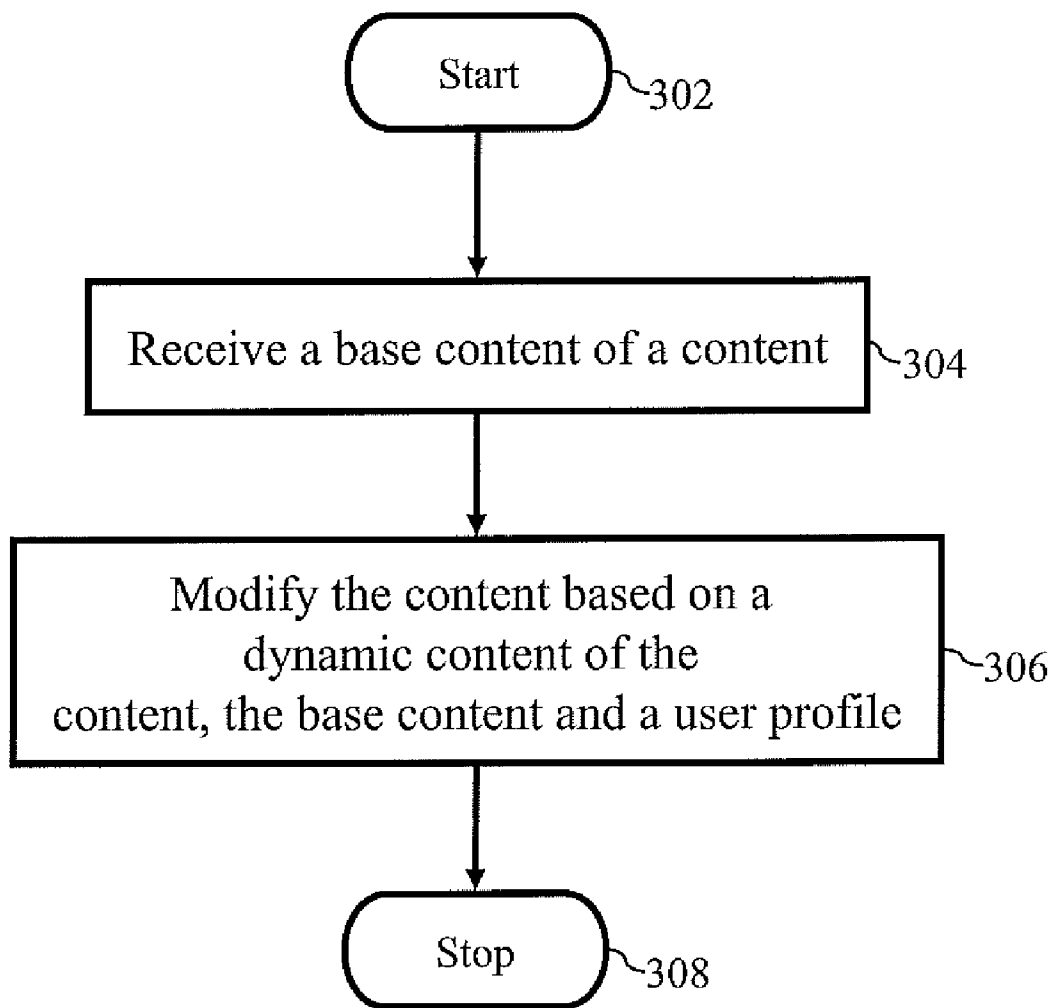 Start
302
Receive a base content of a content
304
Modify the content based on a
dynamic content of the
content, the base content and a user profile
306
Stop
308